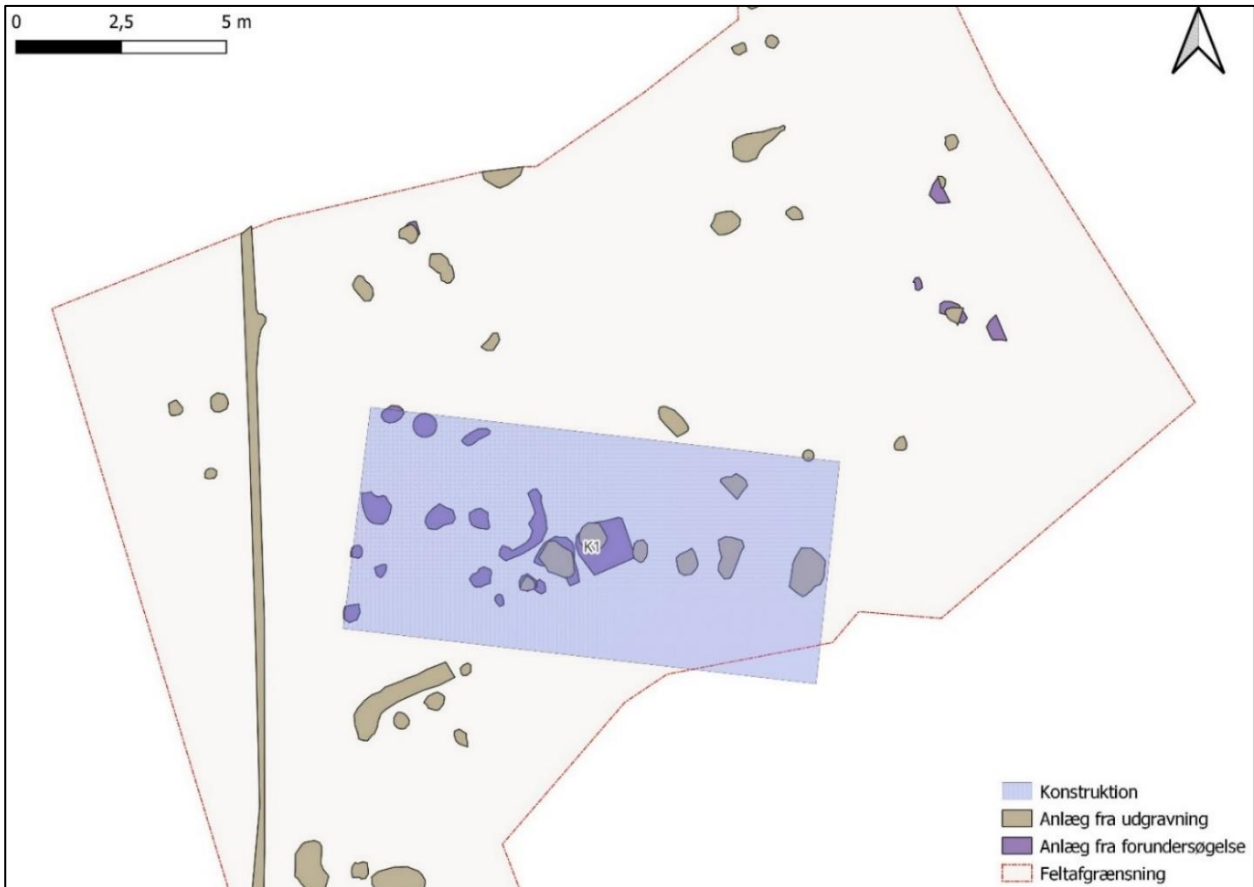 0 2,5 5 m
K1
Konstruktion
Anlæg fra udgravning
Anlæg fra forundersøgelse
Feltafgrænsning